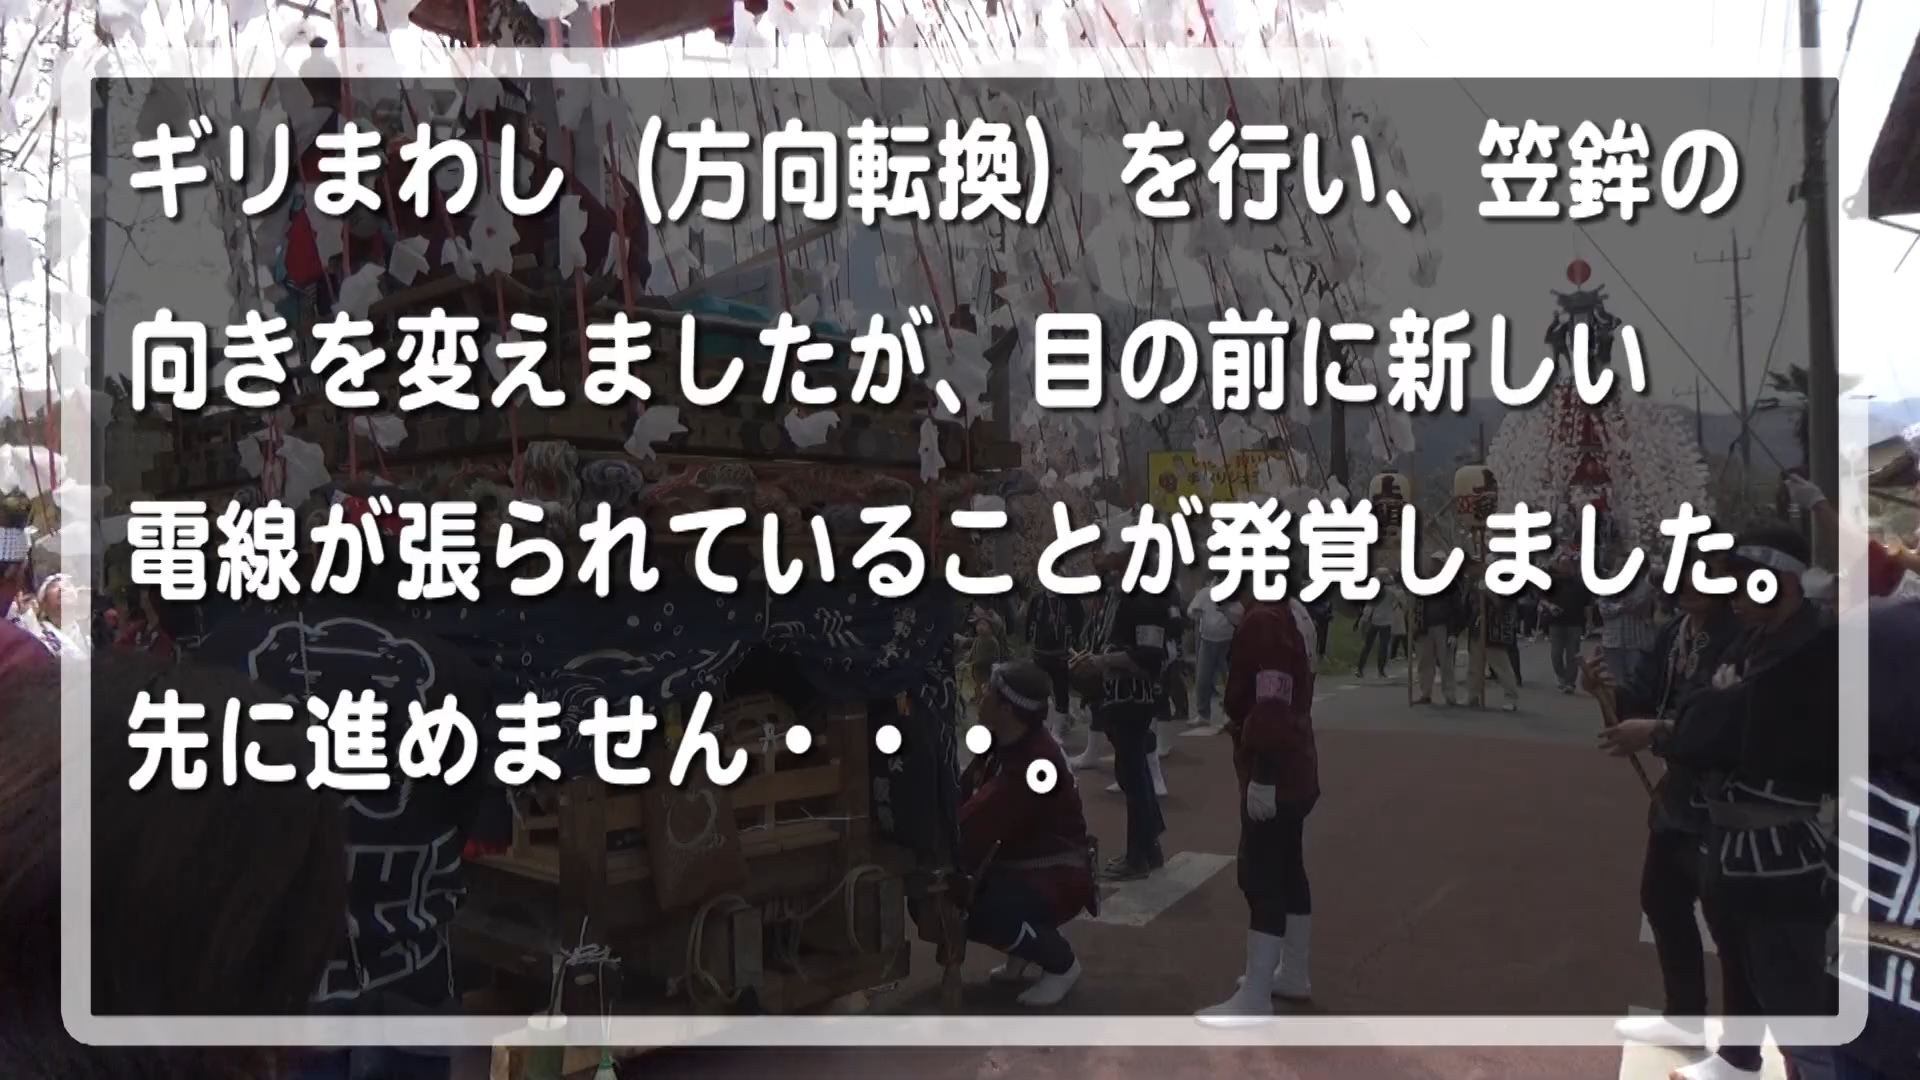 ギリまわし（方向転換）を行い、笠鉾の
向きを変えましたが、目の前に新しい
電線が張られていることが発覚しました。
先に進めません・・・。